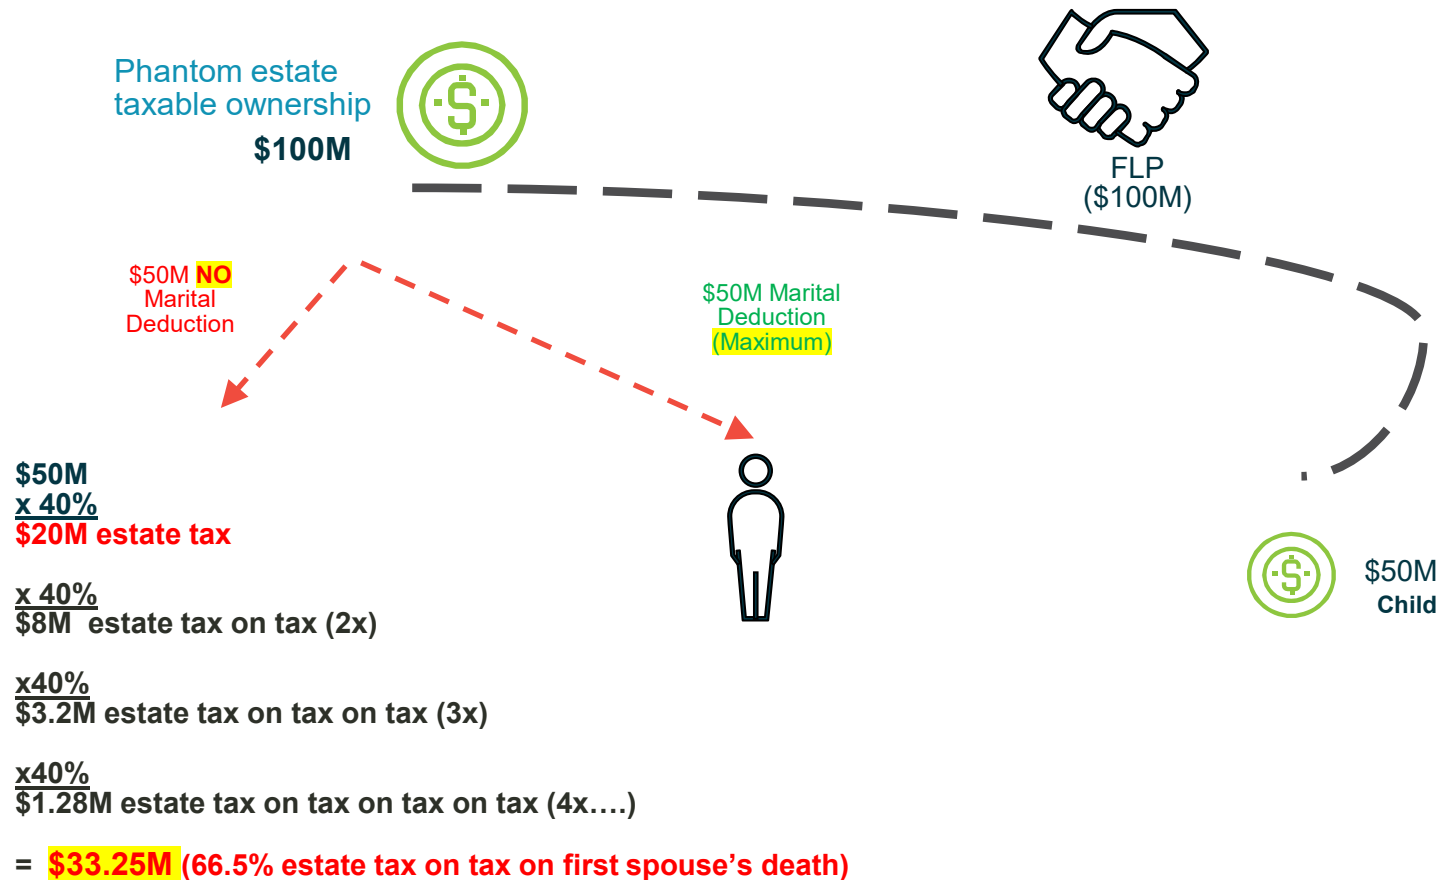 Phantom estate
taxable ownership
$100M
FLP
($100M)
$50M NO
Marital
Deduction
$50M Marital
Deduction
(Maximum)
$50M
x 40%
$20M estate tax
x 40%
$8M  estate tax on tax (2x)
x40%
$3.2M estate tax on tax on tax (3x)
x40%
$1.28M estate tax on tax on tax on tax (4x….)
= $33.25M (66.5% estate tax on tax on first spouse’s death)
$50M
Child